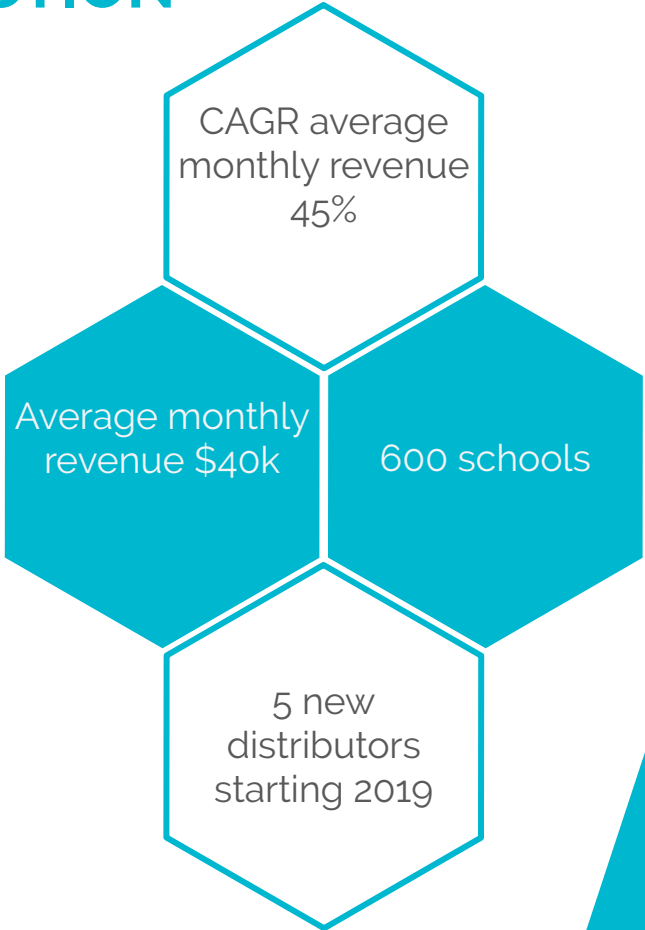 CAGR average
monthly revenue
45%
Average monthly
revenue $40k
600 schools
5 new
distributors
starting 2019